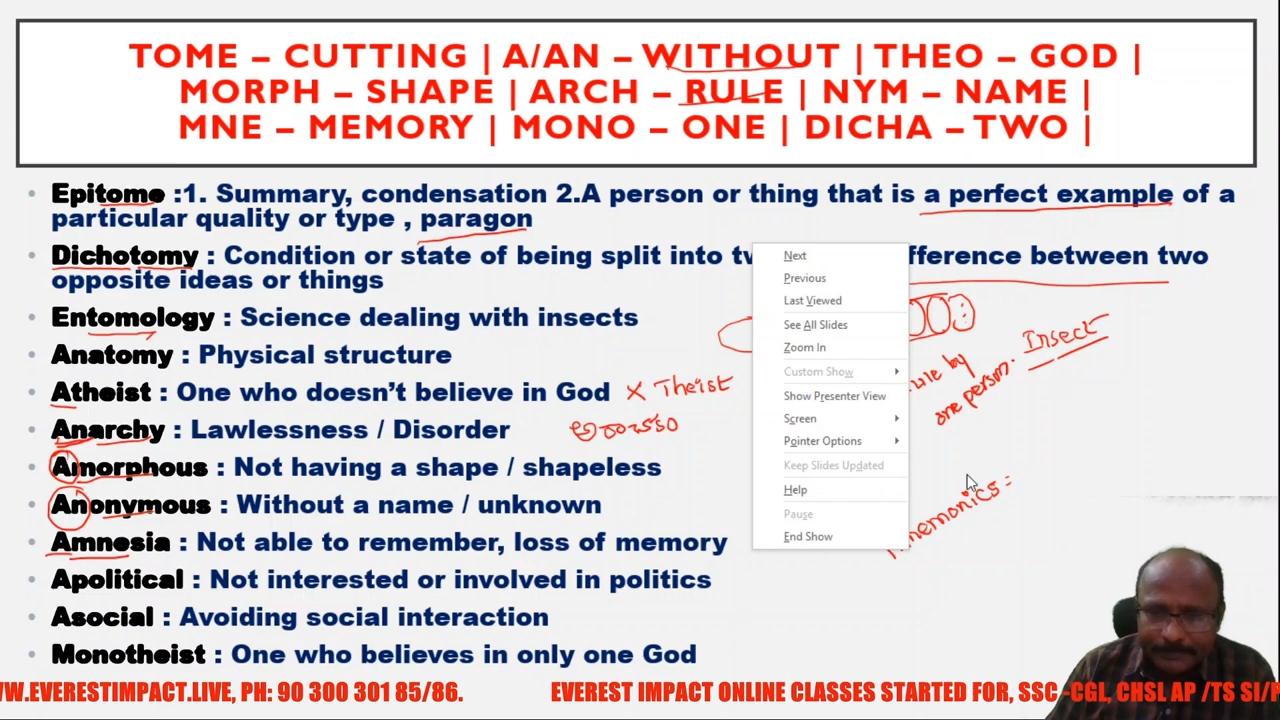 TOME – CUTTING | A/AN – WITHOUT | THEO – GOD |
MORPH – SHAPE | ARCH – RULE | NYM – NAME |
MNE – MEMORY | MONO – ONE | DICHA – TWO |
• Epitome :1. Summary, condensation 2.A person or thing that is a perfect example of a
particular quality or type , paragon
• Dichotomy : Condition or state of being split into fference between two
opposite ideas or things
• Entomology : Science dealing with insects
• Anatomy : Physical structure
• Atheist : One who doesn't believe in God × Theist
• Anarchy : Lawlessness / Disorder
• Amorphous : Not having a shape / shapeless
• Anonymous : Without a name / unknown
• Amnesia : Not able to remember, loss of memory
• Apolitical : Not interested or involved in politics
• Asocial : Avoiding social interaction
• Monotheist : One who believes in only one God
Insect
rule by
one person.
mnemonics :
Next
Previous
Last Viewed
See All Slides
Zoom In
Custom Show
Show Presenter View
Screen
Pointer Options
Keep Slides Updated
Help
Pause
End Show
WW.EVERESTIMPACT.LIVE, PH: 90 300 301 85/86. EVEREST IMPACT ONLINE CLASSES STARTED FOR, SSC -CGL, CHSL AP /TS SI/